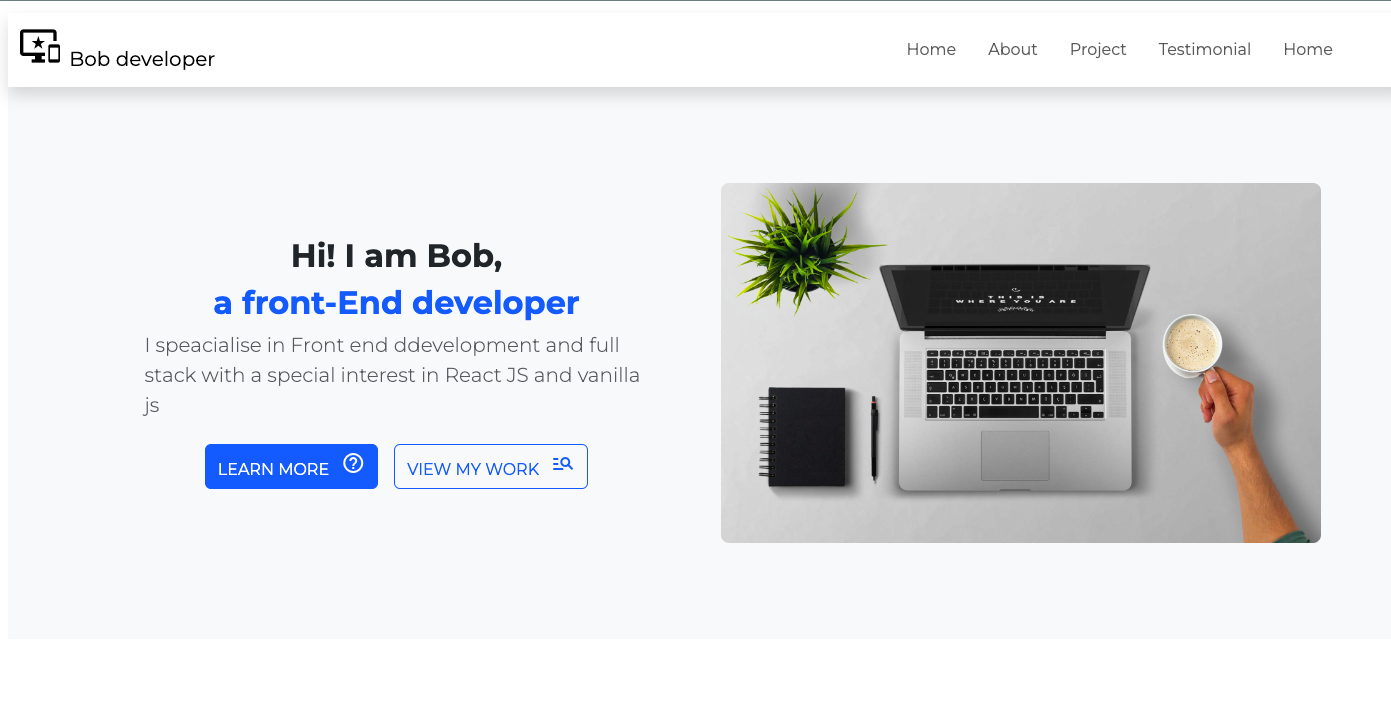 Bob developer
Home About Project Testimonial Home
Hi! I am Bob,
a front-End developer
I speacialise in Front end ddevelopment and full
stack with a special interest in React JS and vanilla
js
LEARN MORE
VIEW MY WORK
THIS IS
WHERE YOU ARE